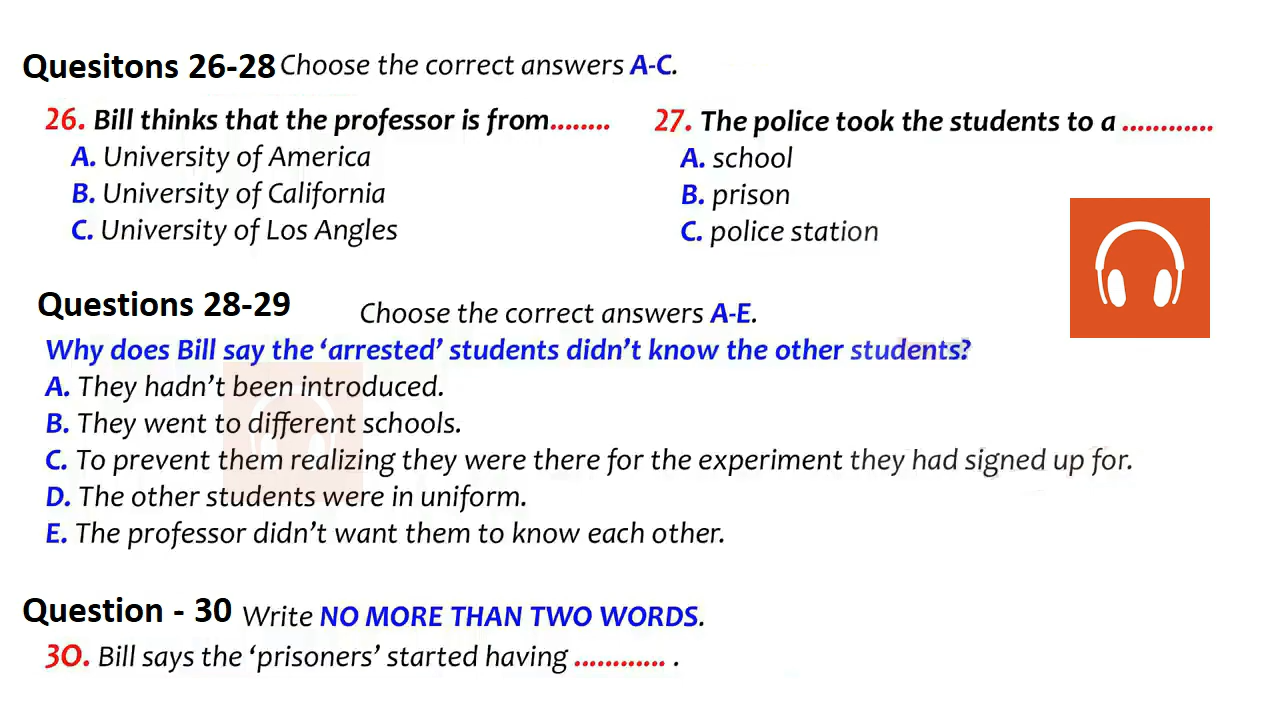 Quesitons 26-28 Choose the correct answers A-C.
26. Bill thinks that the professor is from........
A. University of America
B. University of California
C. University of Los Angles
27. The police took the students to a ............
A. school
B. prison
C. police station
Questions 28-29 Choose the correct answers A-E.
Why does Bill say the ‘arrested’ students didn’t know the other students?
A. They hadn’t been introduced.
B. They went to different schools.
C. To prevent them realizing they were there for the experiment they had signed up for.
D. The other students were in uniform.
E. The professor didn’t want them to know each other.
Question - 30 Write NO MORE THAN TWO WORDS.
30. Bill says the ‘prisoners’ started having ............ .